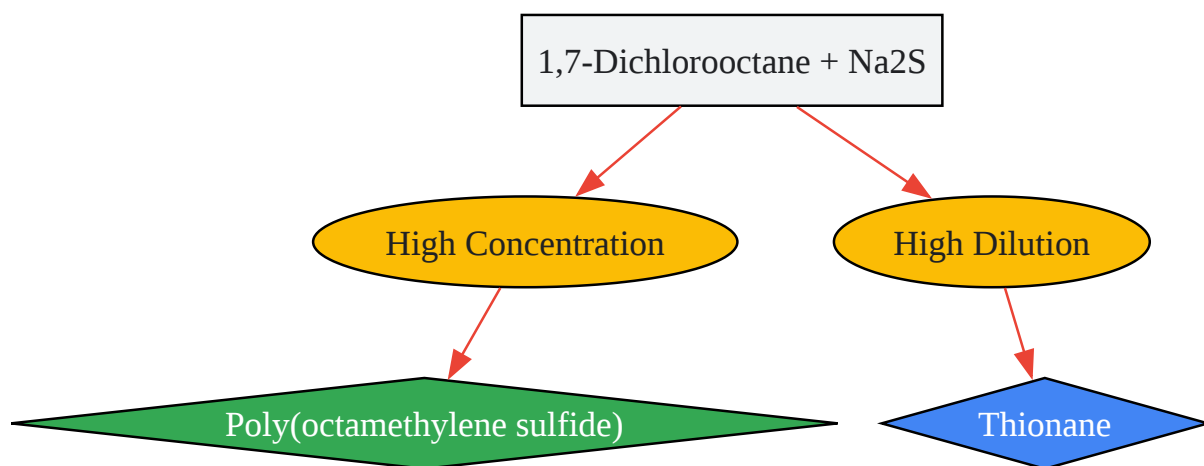 1,7-Dichlorooctane + Na2S
High Concentration
High Dilution
Poly(octamethylene sulfide)
Thionane